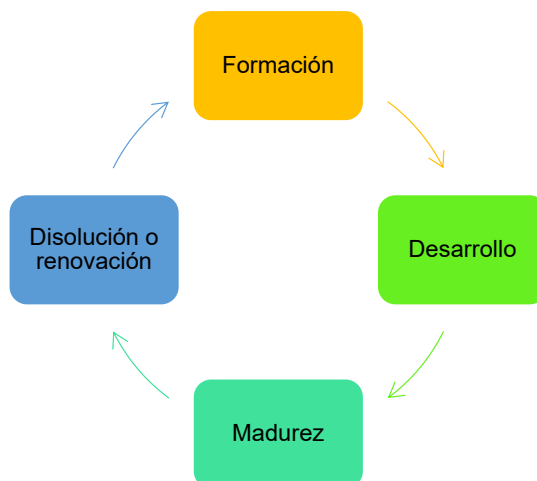 Formación
Desarrollo
Madurez
Disolución o
renovación